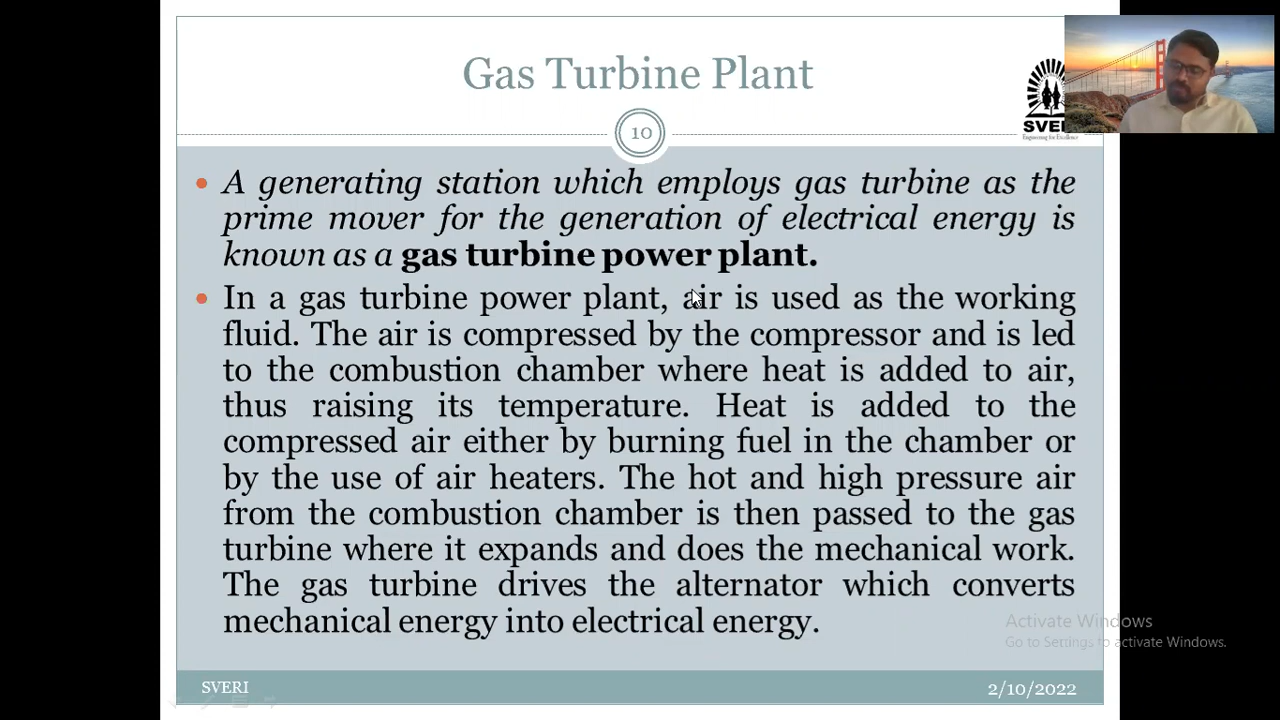 Gas Turbine Plant
10
SVERI
Engineering for Excellence
• A generating station which employs gas turbine as the
prime mover for the generation of electrical energy is
known as a gas turbine power plant.
• In a gas turbine power plant, air is used as the working
fluid. The air is compressed by the compressor and is led
to the combustion chamber where heat is added to air,
thus raising its temperature. Heat is added to the
compressed air either by burning fuel in the chamber or
by the use of air heaters. The hot and high pressure air
from the combustion chamber is then passed to the gas
turbine where it expands and does the mechanical work.
The gas turbine drives the alternator which converts
mechanical energy into electrical energy.
Activate Windows
Go to Settings to activate Windows.
SVERI
2/10/2022